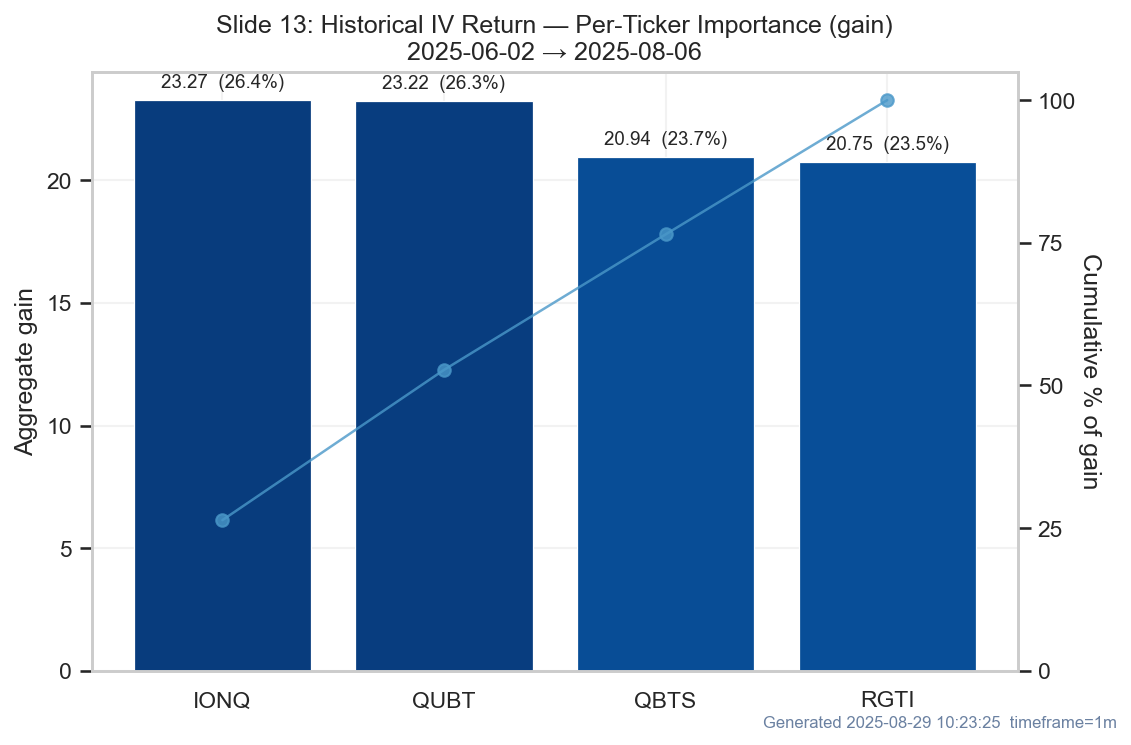 Slide 13: Historical IV Return — Per-Ticker Importance (gain)
2025-06-02 → 2025-08-06
23.27 (26.4%)
23.22 (26.3%)
20.94 (23.7%)
20.75 (23.5%)
Aggregate gain
20
15
10
5
0
100
75
50
25
0
Cumulative % of gain
IONQ
QUBT
QBTS
RGTI
Generated 2025-08-29 10:23:25 timeframe=1m